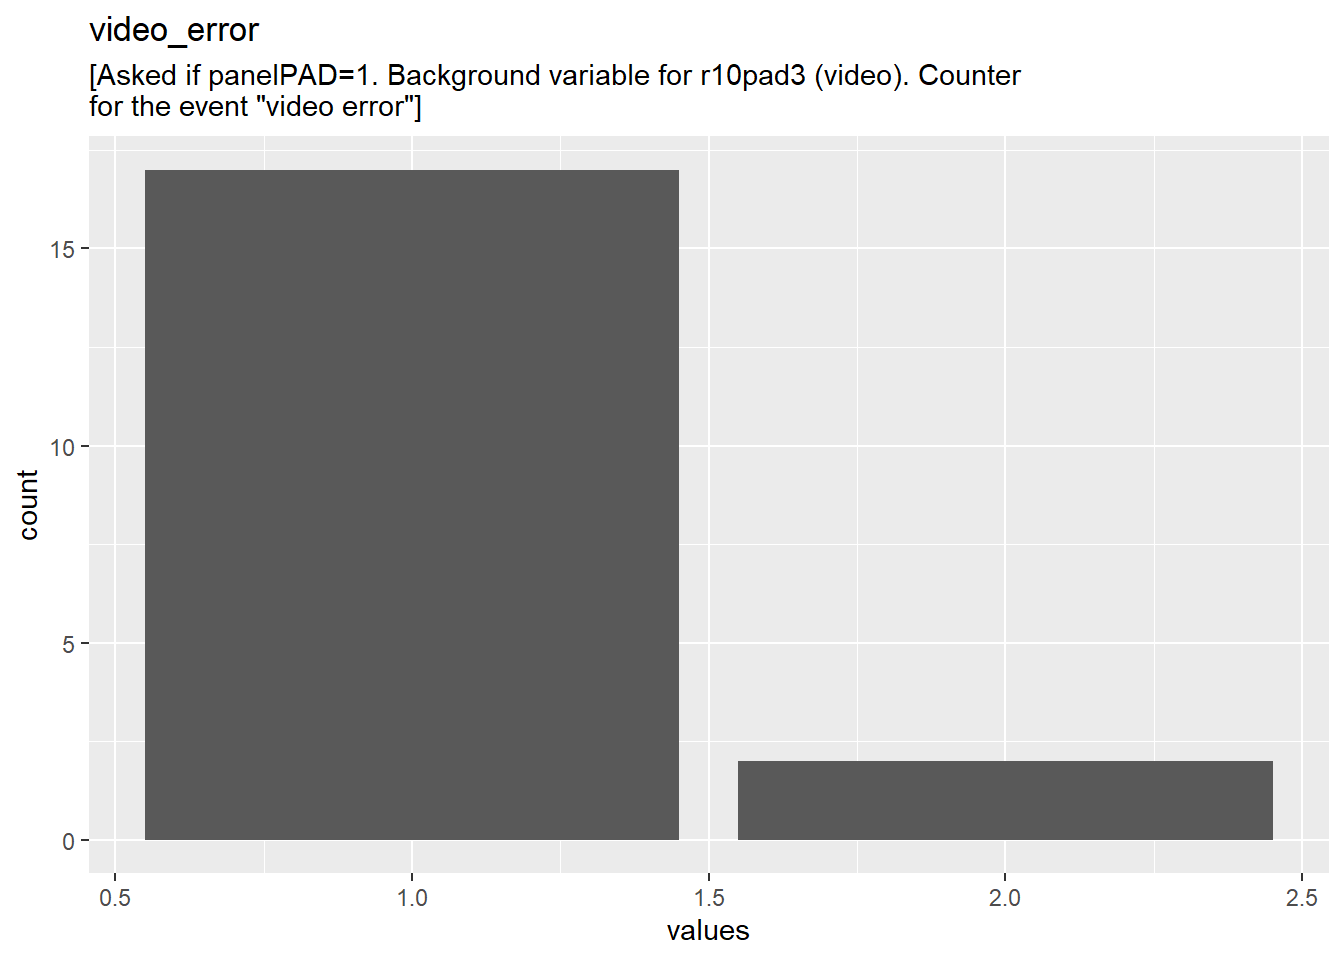 video_error
[Asked if panelPAD=1. Background variable for r10pad3 (video). Counter
for the event "video error"]
15
10
5
0
count
0.5 1.0 1.5 2.0 2.5
values